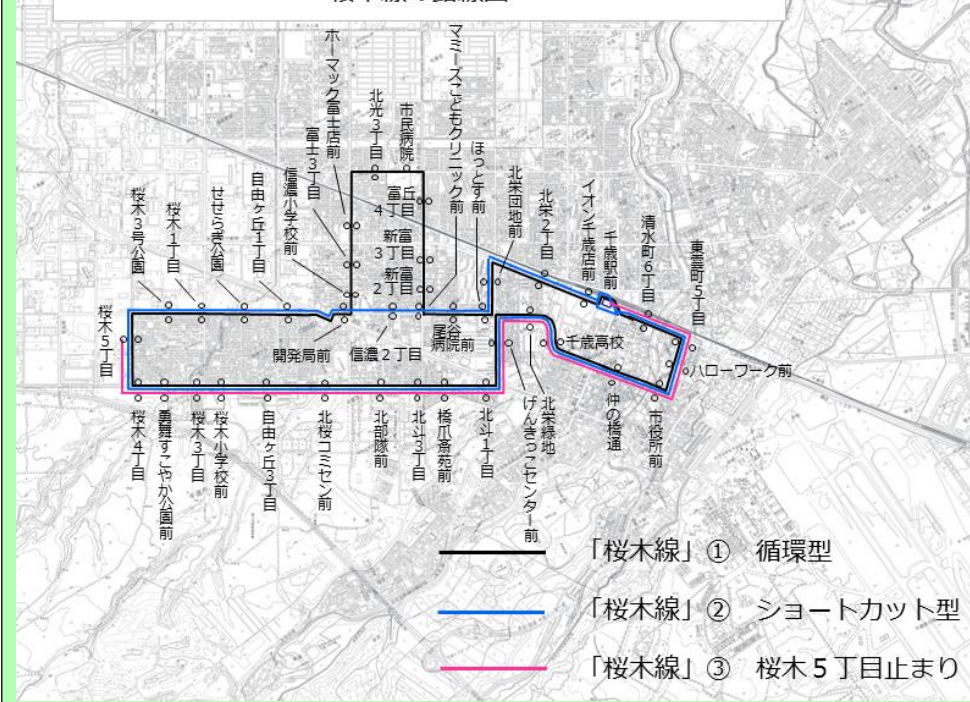 桜木線の路線図
ホーマック富士店前
富士3丁目
信濃小学校前
北光3丁目
市民病院
マミーズこどもクリニック前
ほっとす前
北栄団地前
北栄2丁目
イオン千歳店前
千歳駅前
清水町6丁目
東雲町5丁目
桜木3号公園
桜木1丁目
せせらぎ公園
自由ヶ丘1丁目
富丘4丁目
新富3丁目
新富2丁目
桜木5丁目
開発局前
信濃2丁目
尾谷病院前
千歳高校
ハローワーク前
桜木4丁目
勇舞すこやか公園前
桜木3丁目
桜木小学校前
自由ヶ丘3丁目
北桜コミセン前
北部隊前
北斗3丁目
橋爪斎苑前
北斗1丁目
げんきっこセンター前
北栄緑地
仲の橋通
市役所前
「桜木線」① 循環型
「桜木線」② ショートカット型
「桜木線」③ 桜木5丁目止まり